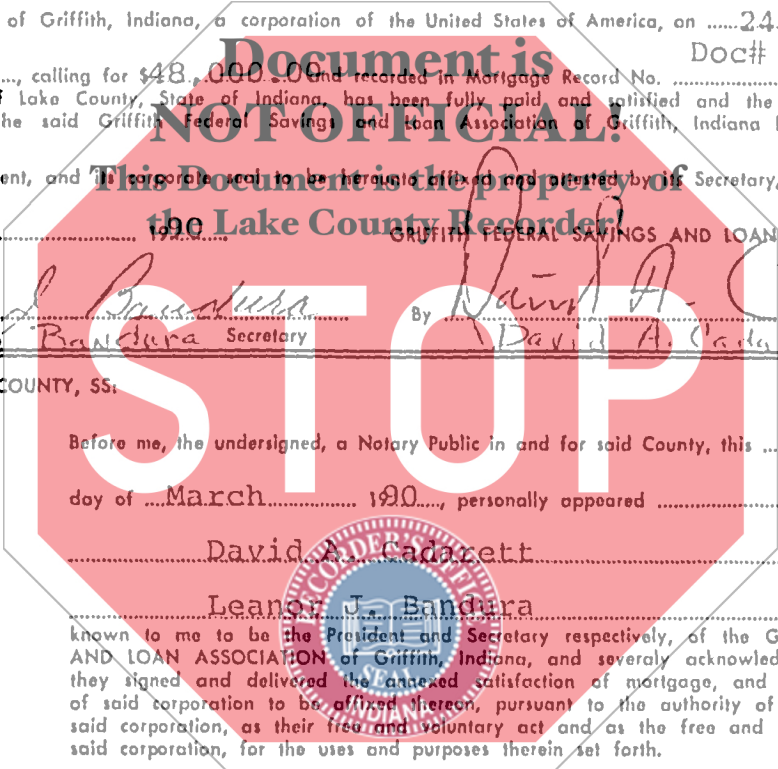 of Griffith, Indiana, a corporation of the United States of America, on ......24
Doc#
Document is
..., calling for $48,000.00 and recorded in Mortgage Record No. ....................
Lake County, State of Indiana, has been fully paid and satisfied and the
NOT OFFICIAL!
he said Griffith Federal Savings and Loan Association of Griffith, Indiana
This Document is the property of
ent, and its corporate seal to be hereunto affixed and attested by its Secretary,
the Lake County Recorder!
1990
GRIFFITH FEDERAL SAVINGS AND LOAN
Bandura
By David A. C
Bandura Secretary
David A. Cada
STOP
COUNTY, SS:
Before me, the undersigned, a Notary Public in and for said County, this ...
day of ....March................ 1990...., personally appeared ....................
David A. Cadarett
Leanor J. Bandura
RECORDER'S OFFICE
SEAL
INDIANA
known to me to be the President and Secretary respectively, of the G
AND LOAN ASSOCIATION of Griffith, Indiana, and severaly acknowled
they signed and delivered the annexed satisfaction of mortgage, and
of said corporation to be affixed thereon, pursuant to the authority of
said corporation, as their free and voluntary act and as the free and
said corporation, for the uses and purposes therein set forth.